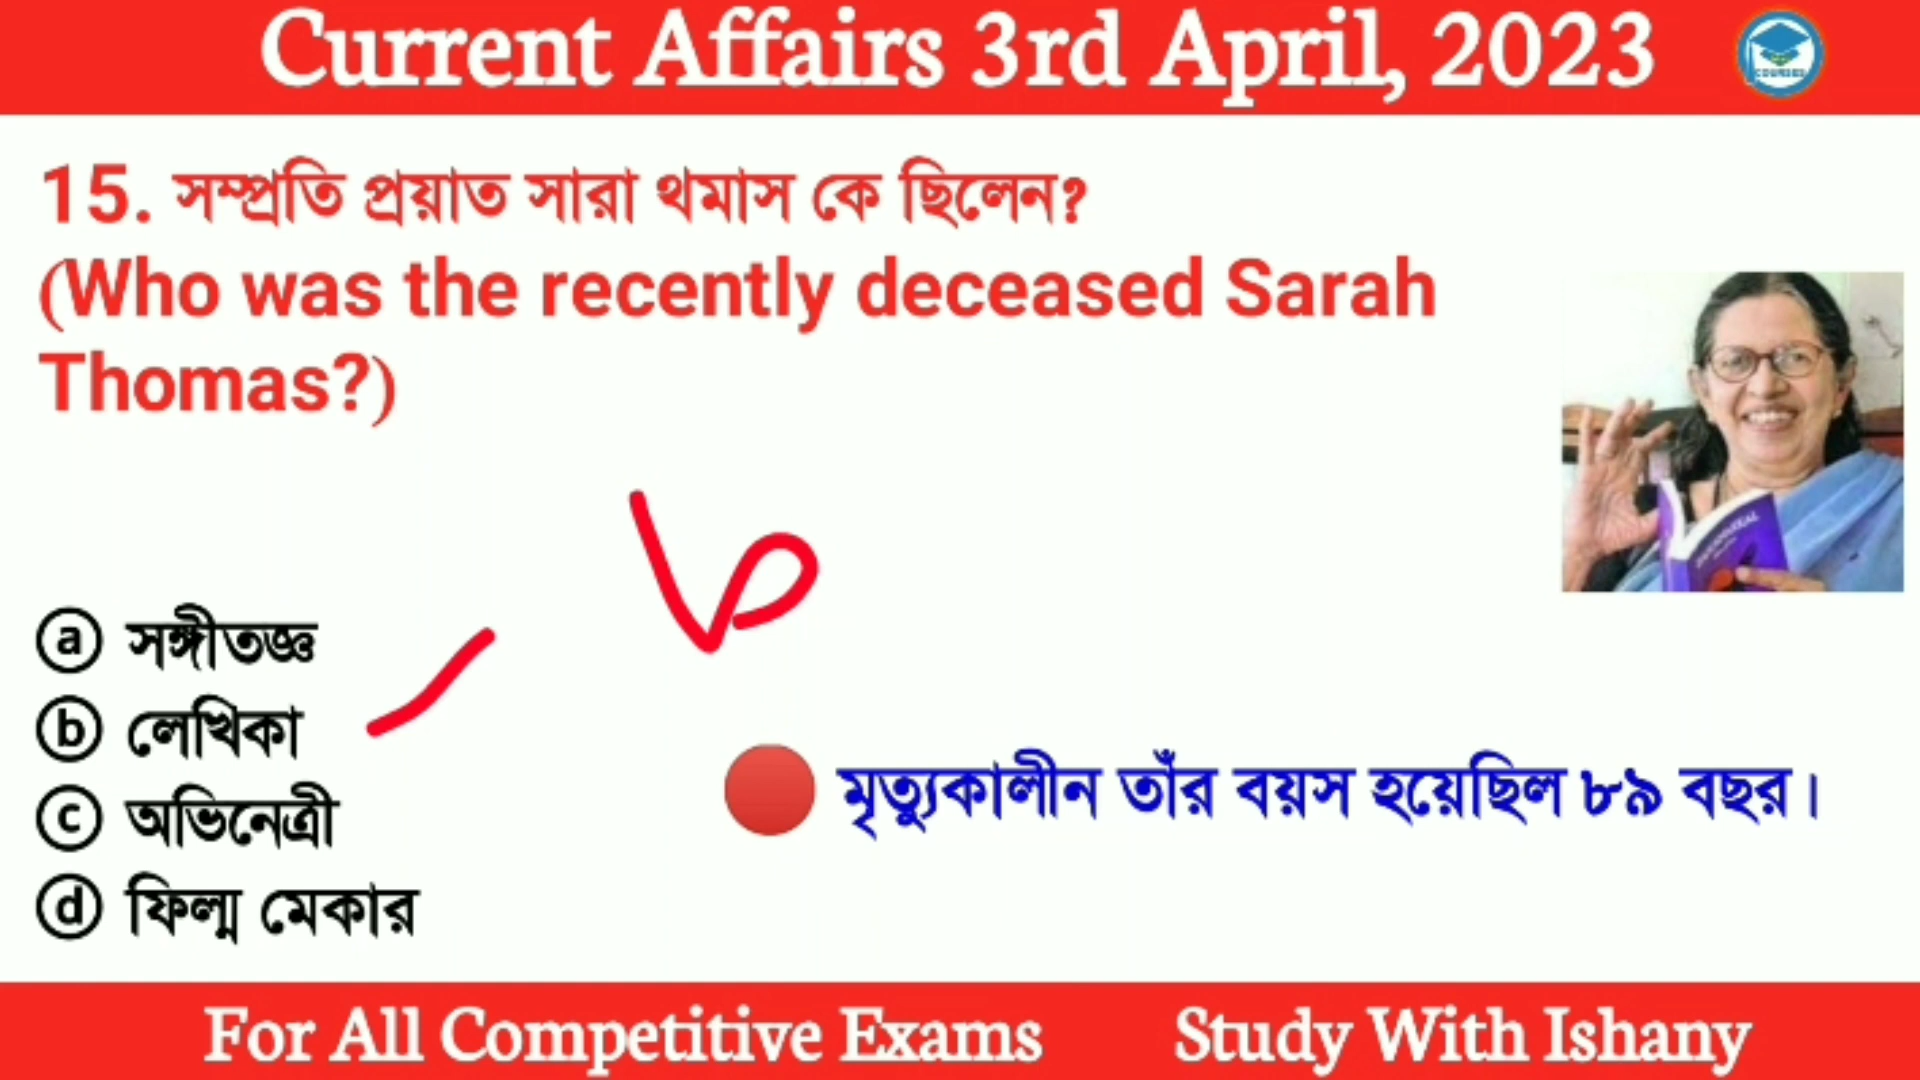 Current Affairs 3rd April, 2023
COURSES
15. সম্প্রতি প্রয়াত সারা থমাস কে ছিলেন?
(Who was the recently deceased Sarah
Thomas?)
ⓐ সঙ্গীতজ্ঞ
ⓑ লেখিকা
ⓒ অভিনেত্রী
ⓓ ফিল্ম মেকার
মৃত্যুকালীন তাঁর বয়স হয়েছিল ৮৯ বছর।
For All Competitive Exams
Study With Ishany